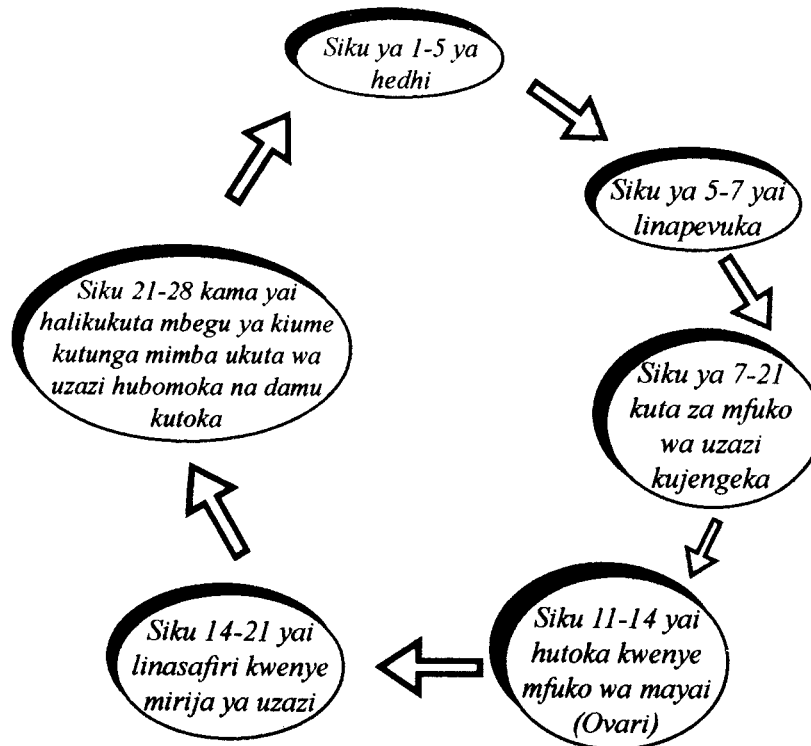 Siku ya 1-5 ya
hedhi
Siku ya 5-7 yai
linapevuka
Siku ya 7-21
kuta za mfuko
wa uzazi
kujengeka
Siku 11-14 yai
hutoka kwenye
mfuko wa mayai
(Ovari)
Siku 14-21 yai
linasafiri kwenye
mirija ya uzazi
Siku 21-28 kama yai
halikukuta mbegu ya kiume
kutunga mimba ukuta wa
uzazi hubomoka na damu
kutoka